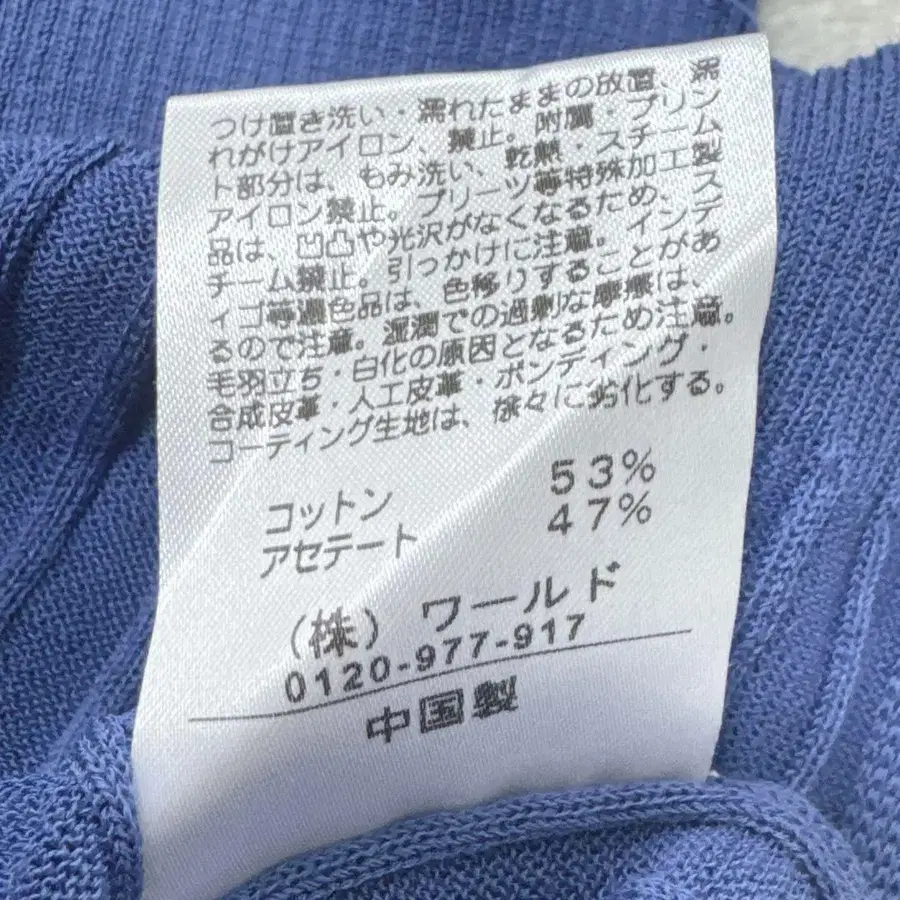 つけ置き洗い・濡れたままの放置、濡
れがけアイロン、禁止。附属・プリン
ト部分は、もみ洗い、乾熱・スチーム
アイロン禁止。プリーツ等特殊加工製
品は、凹凸や光沢がなくなるため、ス
チーム禁止。引っかけに注意。インデ
ィゴ等濃色品は、色移りすることがあ
るので注意。湿潤での過剰な摩擦は、
毛羽立ち・白化の原因となるため注意。
合成皮革・人工皮革・ボンディング・
コーティング生地は、徐々に劣化する。
コットン 53%
アセテート 47%
(株) ワールド
0120-977-917
中国製